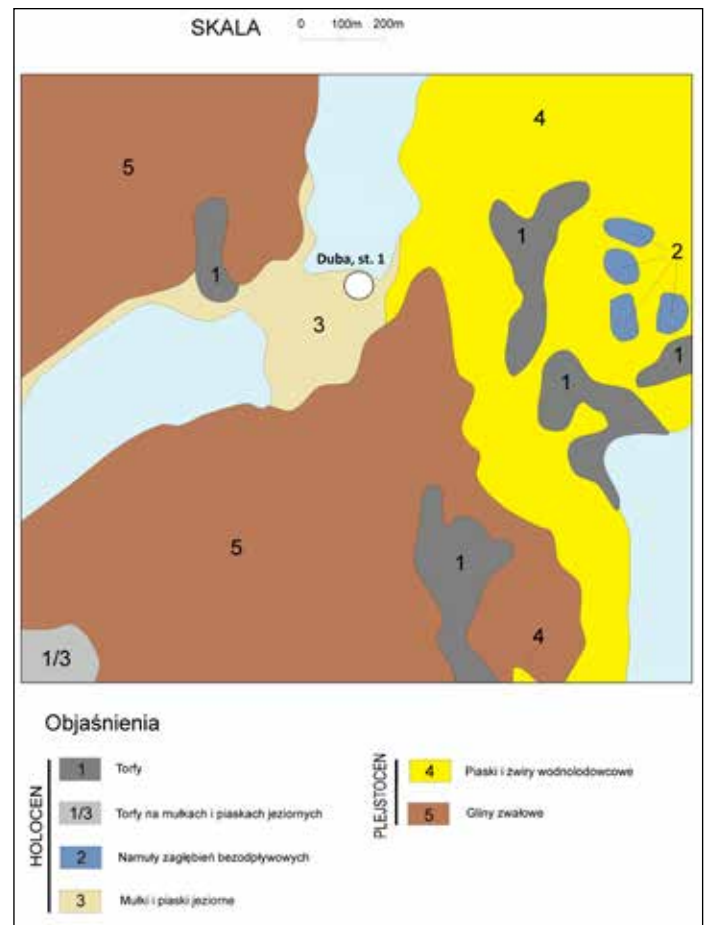 SKALA 0 100m 200m
4
5
1
2
Duba, st. 1
1
3
1
1
5
1
4
1/3
Objaśnienia
HOLOCEN
1 Torfy
1/3 Torfy na mułkach i piaskach jeziornych
2 Namuły zagłębień bezodpływowych
3 Mułki i piaski jeziorne
PLEJSTOCEN
4 Piaski i żwiry wodnolodowcowe
5 Gliny zwałowe